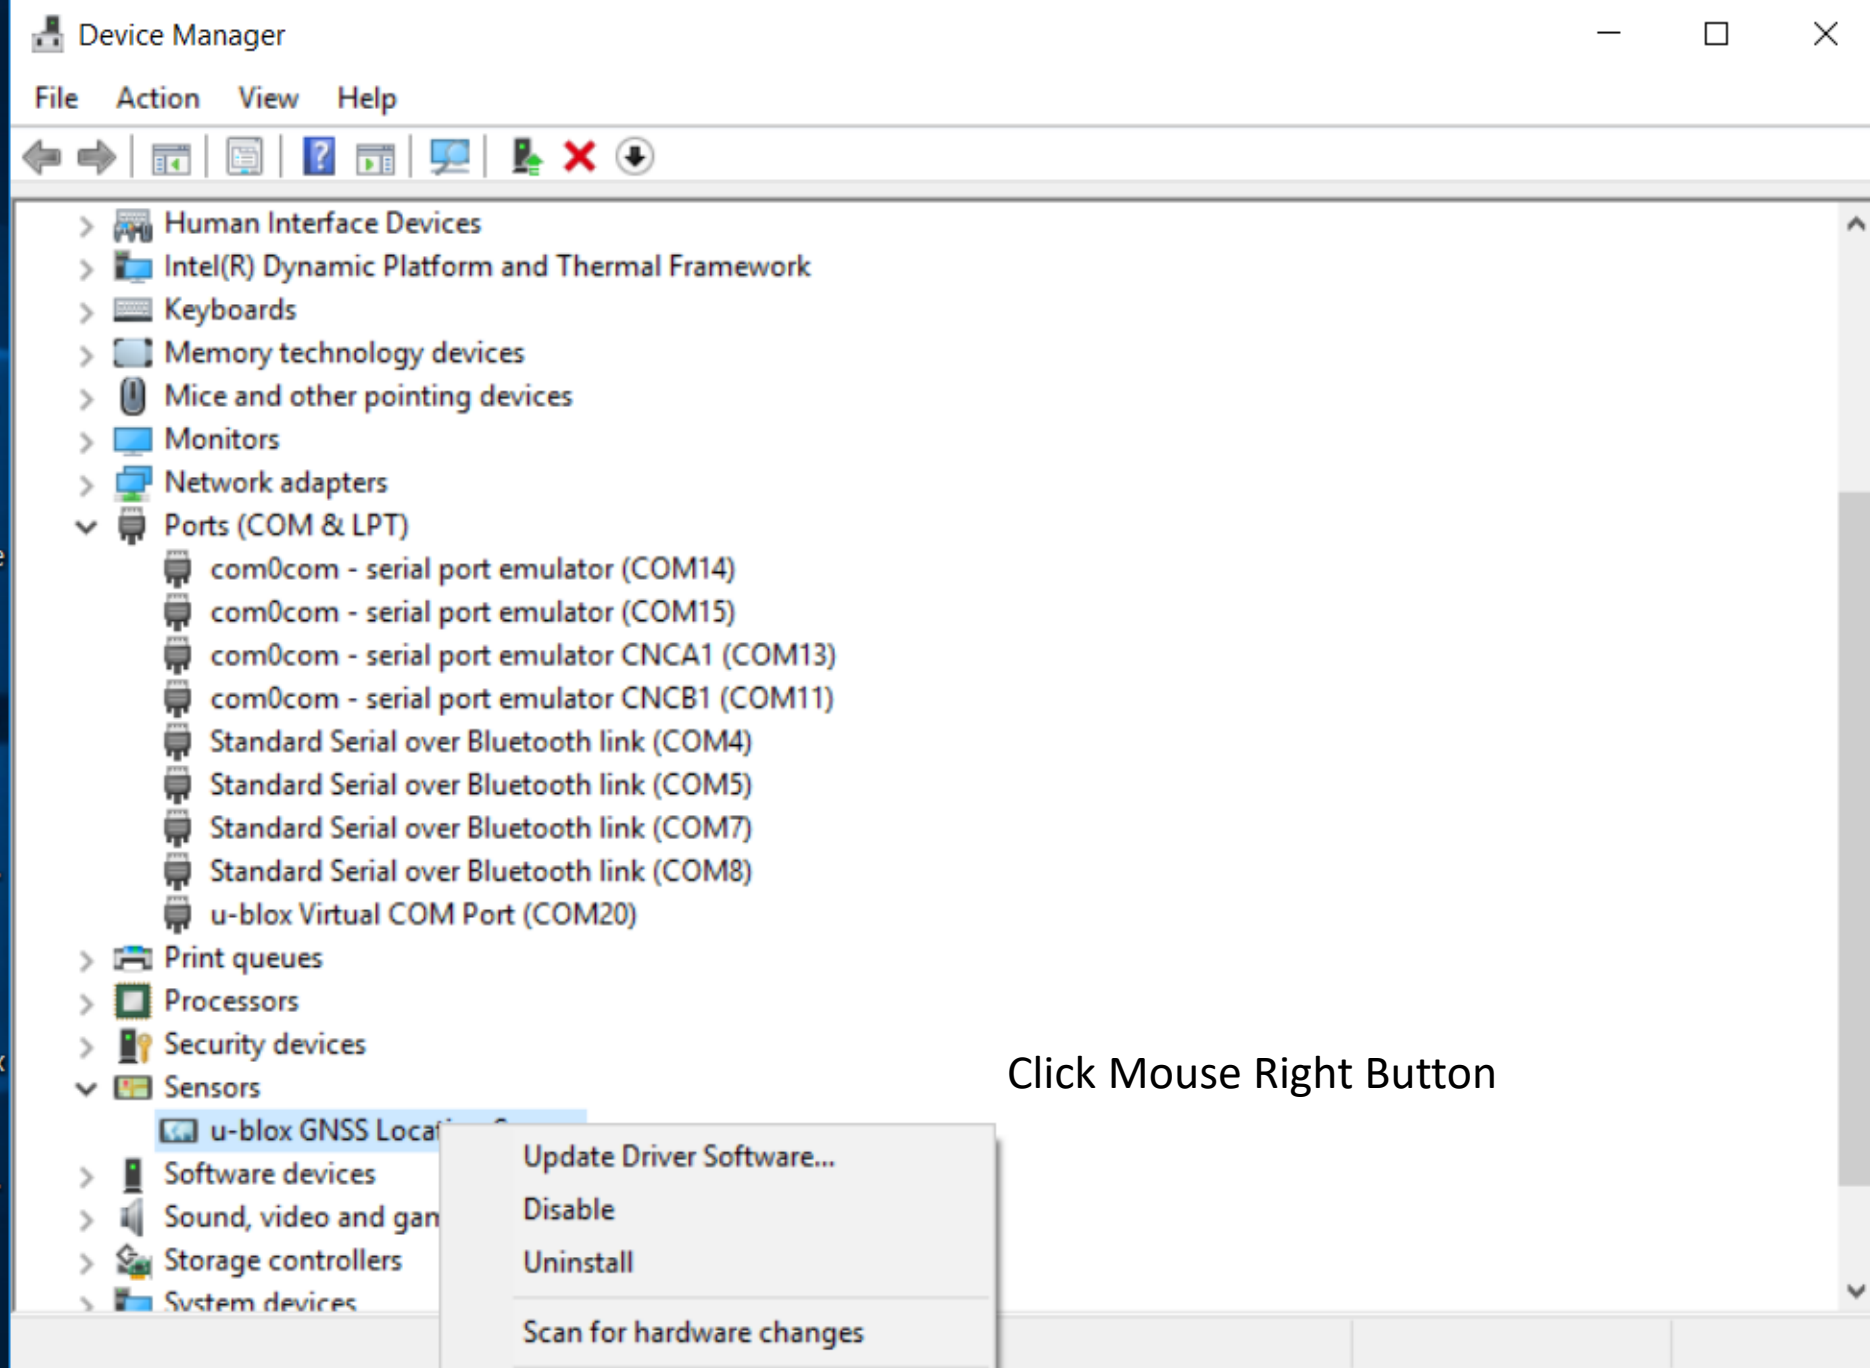 Device Manager
File Action View Help
Human Interface Devices
Intel(R) Dynamic Platform and Thermal Framework
Keyboards
Memory technology devices
Mice and other pointing devices
Monitors
Network adapters
Ports (COM & LPT)
com0com - serial port emulator (COM14)
com0com - serial port emulator (COM15)
com0com - serial port emulator CNCA1 (COM13)
com0com - serial port emulator CNCB1 (COM11)
Standard Serial over Bluetooth link (COM4)
Standard Serial over Bluetooth link (COM5)
Standard Serial over Bluetooth link (COM7)
Standard Serial over Bluetooth link (COM8)
u-blox Virtual COM Port (COM20)
Print queues
Processors
Security devices
Click Mouse Right Button
Sensors
u-blox GNSS
Update Driver Software...
Software devices
Disable
Sound, video and
Uninstall
Storage controllers
System devices
Scan for hardware changes